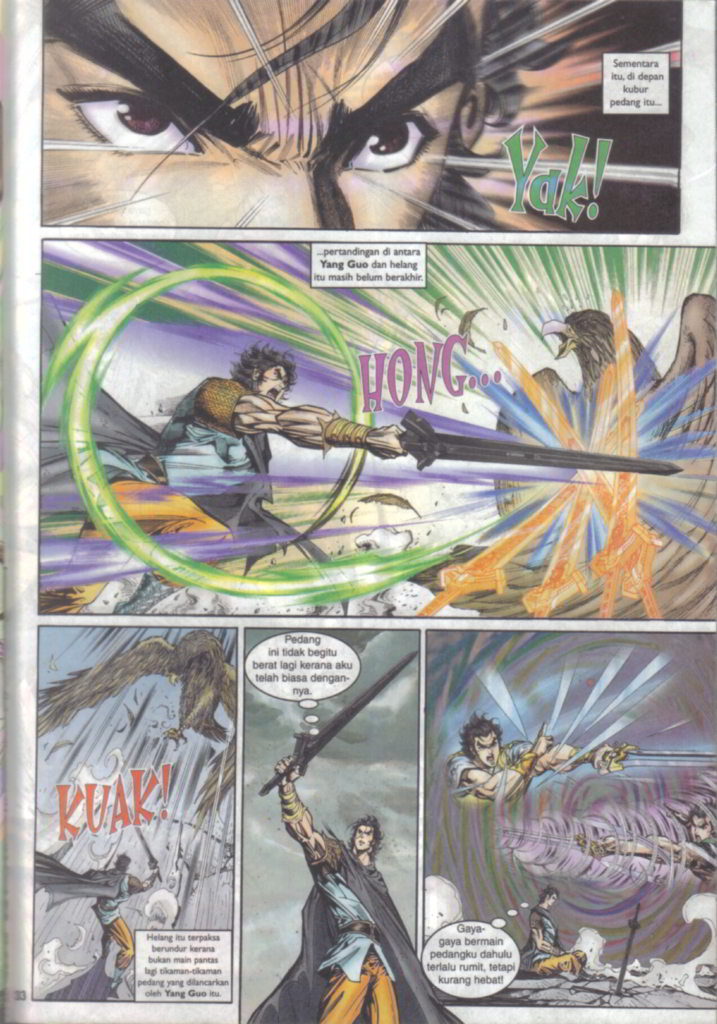 Sementara
itu, di depan
kubur
pedang itu...
Yak!
...pertandingan di antara
Yang Guo dan helang
itu masih belum berakhir.
HONG...
KUAK!
Helang itu terpaksa
berundur kerana
bukan main pantas
lagi tikaman-tikaman
pedang yang dilancarkan
oleh Yang Guo itu.
Pedang
ini tidak begitu
berat lagi kerana aku
telah biasa dengan-
nya.
Gaya-
gaya bermain
pedangku dahulu
terlalu rumit, tetapi
kurang hebat!
33